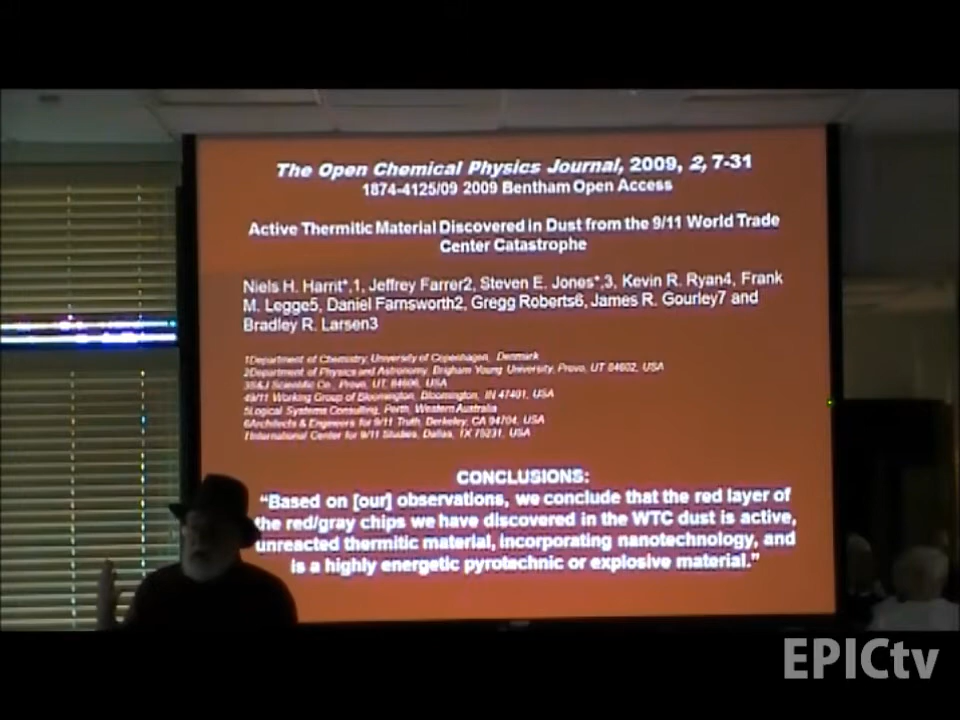 The Open Chemical Physics Journal, 2009, 2, 7-31
1874-4125/09 2009 Bentham Open Access
Active Thermitic Material Discovered in Dust from the 9/11 World Trade
Center Catastrophe
Niels H. Harrit*,1, Jeffrey Farrer2, Steven E. Jones*,3, Kevin R. Ryan4, Frank
M. Legge5, Daniel Farnsworth2, Gregg Roberts6, James R. Gourley7 and
Bradley R. Larsen3
1Department of Chemistry, University of Copenhagen, Denmark
2Department of Physics and Astronomy, Brigham Young University, Provo, UT 84602, USA
3S&J Scientific Co., Provo, UT, 84606, USA
49/11 Working Group of Bloomington, Bloomington, IN 47401, USA
5Logical Systems Consulting, Perth, Western Australia
6Architects & Engineers for 9/11 Truth, Berkeley, CA 94704, USA
7International Center for 9/11 Studies, Dallas, TX 75231, USA
CONCLUSIONS:
“Based on [our] observations, we conclude that the red layer of
the red/gray chips we have discovered in the WTC dust is active,
unreacted thermitic material, incorporating nanotechnology, and
is a highly energetic pyrotechnic or explosive material.”
EPICtv